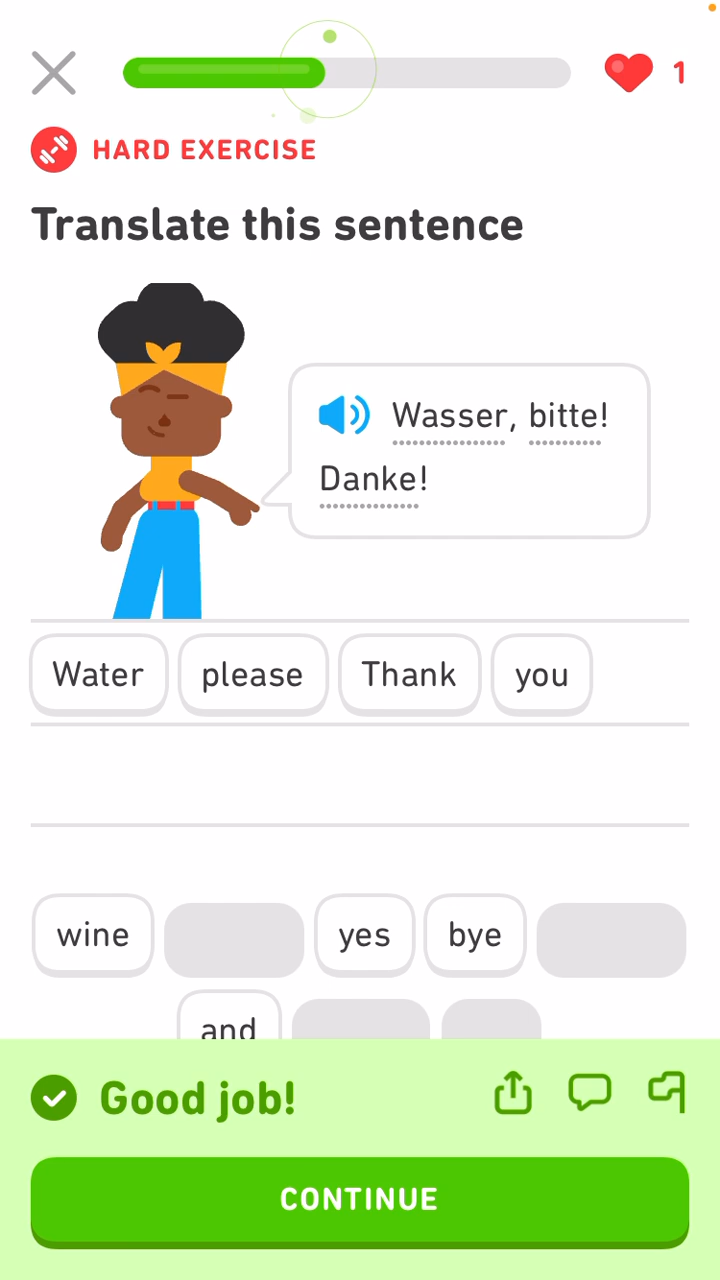 1
HARD EXERCISE
Translate this sentence
Wasser, bitte!
Danke!
Water please Thank you
wine yes bye
and
Good job!
CONTINUE